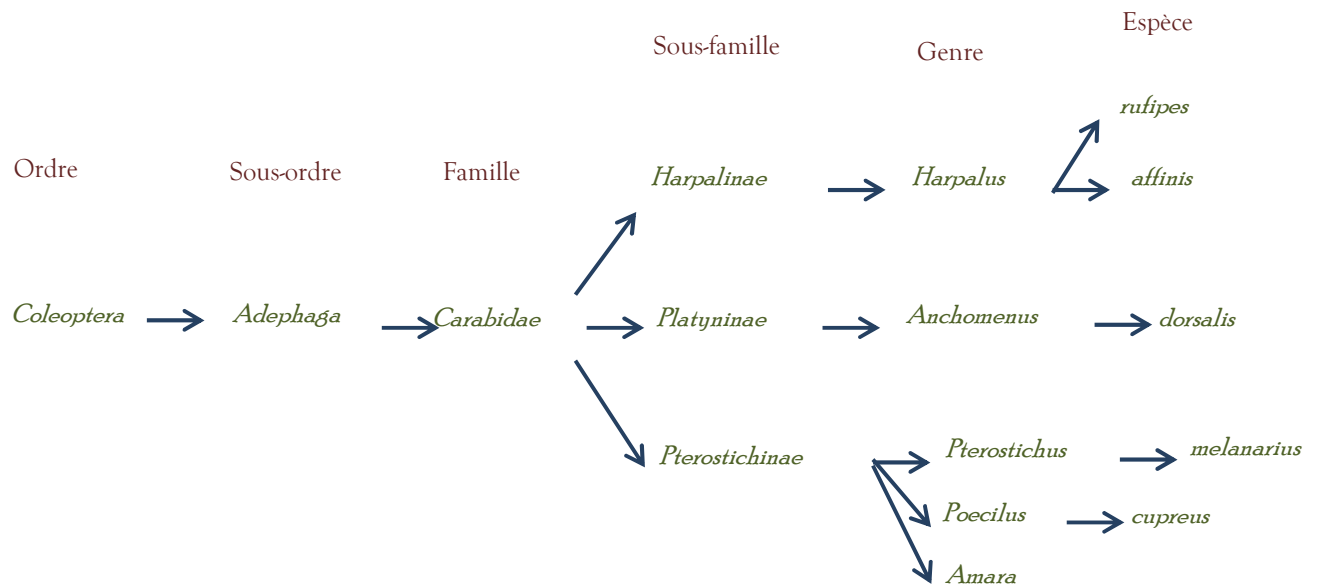 Espèce
Sous-famille
Genre
rufipes
Ordre
Sous-ordre
Famille
Harpalinae
Harpalus
affinis
Coleoptera
Adephaga
Carabidae
Platyninae
Anchomenus
dorsalis
Pterostichinae
Pterostichus
melanarius
Poecilus
cupreus
Amara